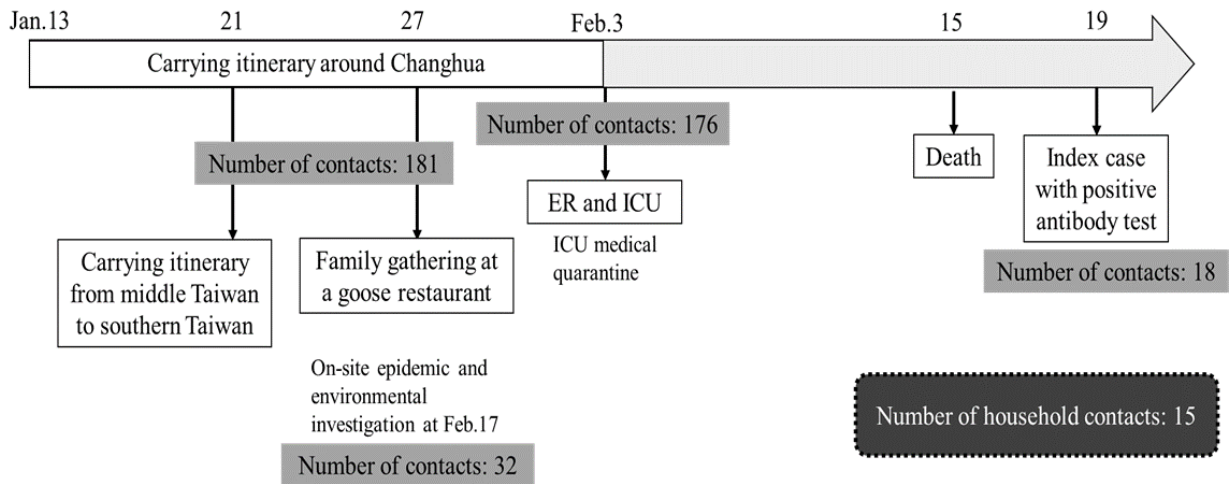 Jan.13
21
27
Feb.3
15
19
Carrying itinerary around Changhua
Number of contacts: 181
Number of contacts: 176
Carrying itinerary
from middle Taiwan
to southern Taiwan
Family gathering at
a goose restaurant
On-site epidemic and
environmental
investigation at Feb.17
Number of contacts: 32
ER and ICU
ICU medical
quarantine
Death
Index case
with positive
antibody test
Number of contacts: 18
Number of household contacts: 15